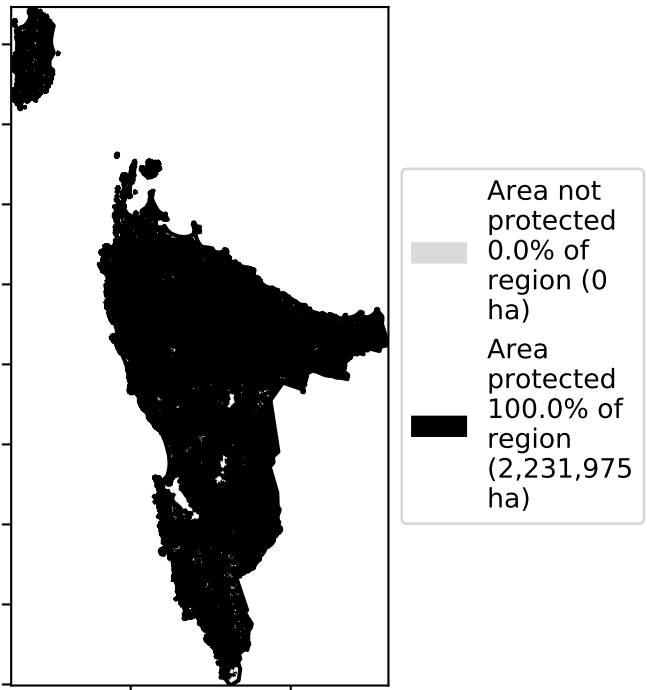 Area not
protected
0.0% of
region (0
ha)
Area
protected
100.0% of
region
(2,231,975
ha)